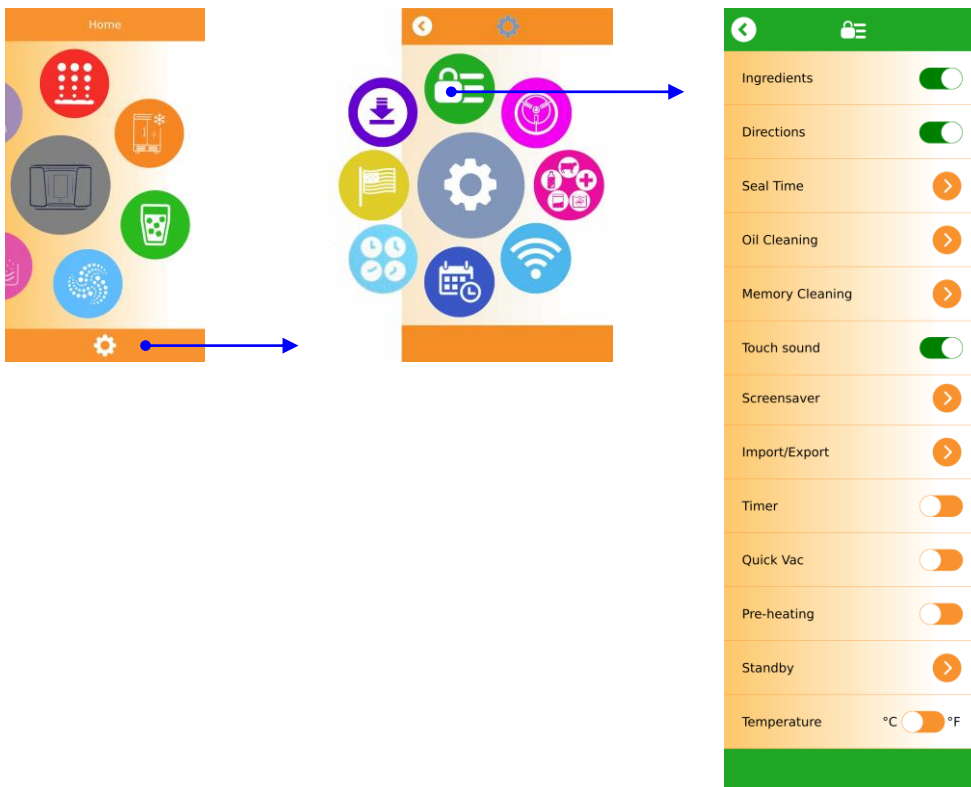 Home
Ingredients
Directions
Seal Time
Oil Cleaning
Memory Cleaning
Touch sound
Screensaver
Import/Export
Timer
Quick Vac
Pre-heating
Standby
Temperature °C °F